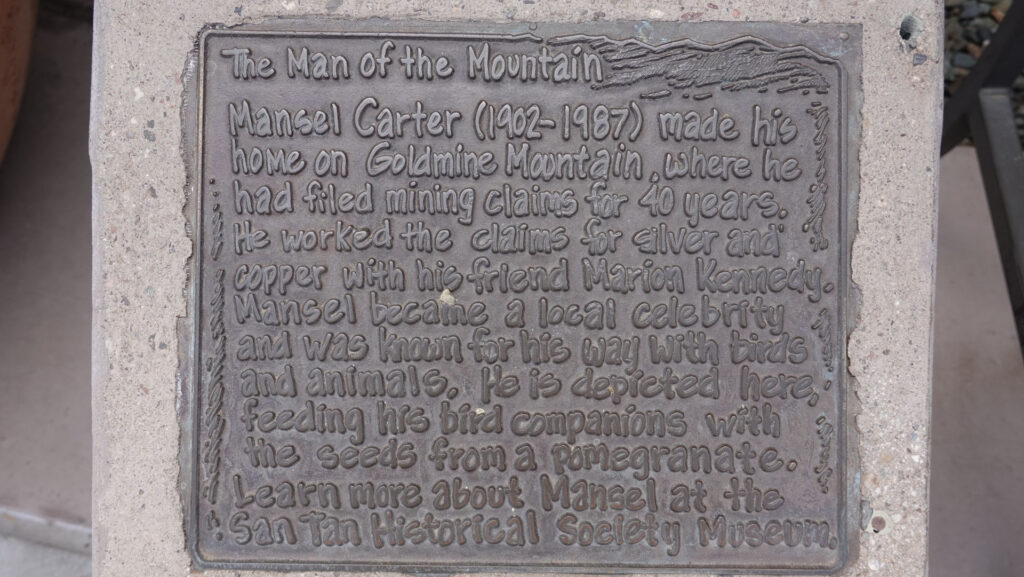 The Man of the Mountain
Mansel Carter (1902-1987) made his
home on Goldmine Mountain, where he
had filed mining claims for 40 years.
He worked the claims for silver and
copper with his friend Marion Kennedy.
Mansel became a local celebrity
and was known for his way with birds
and animals. He is depicted here,
feeding his bird companions with
the seeds from a pomegranate.
Learn more about Mansel at the
San Tan Historical Society Museum.